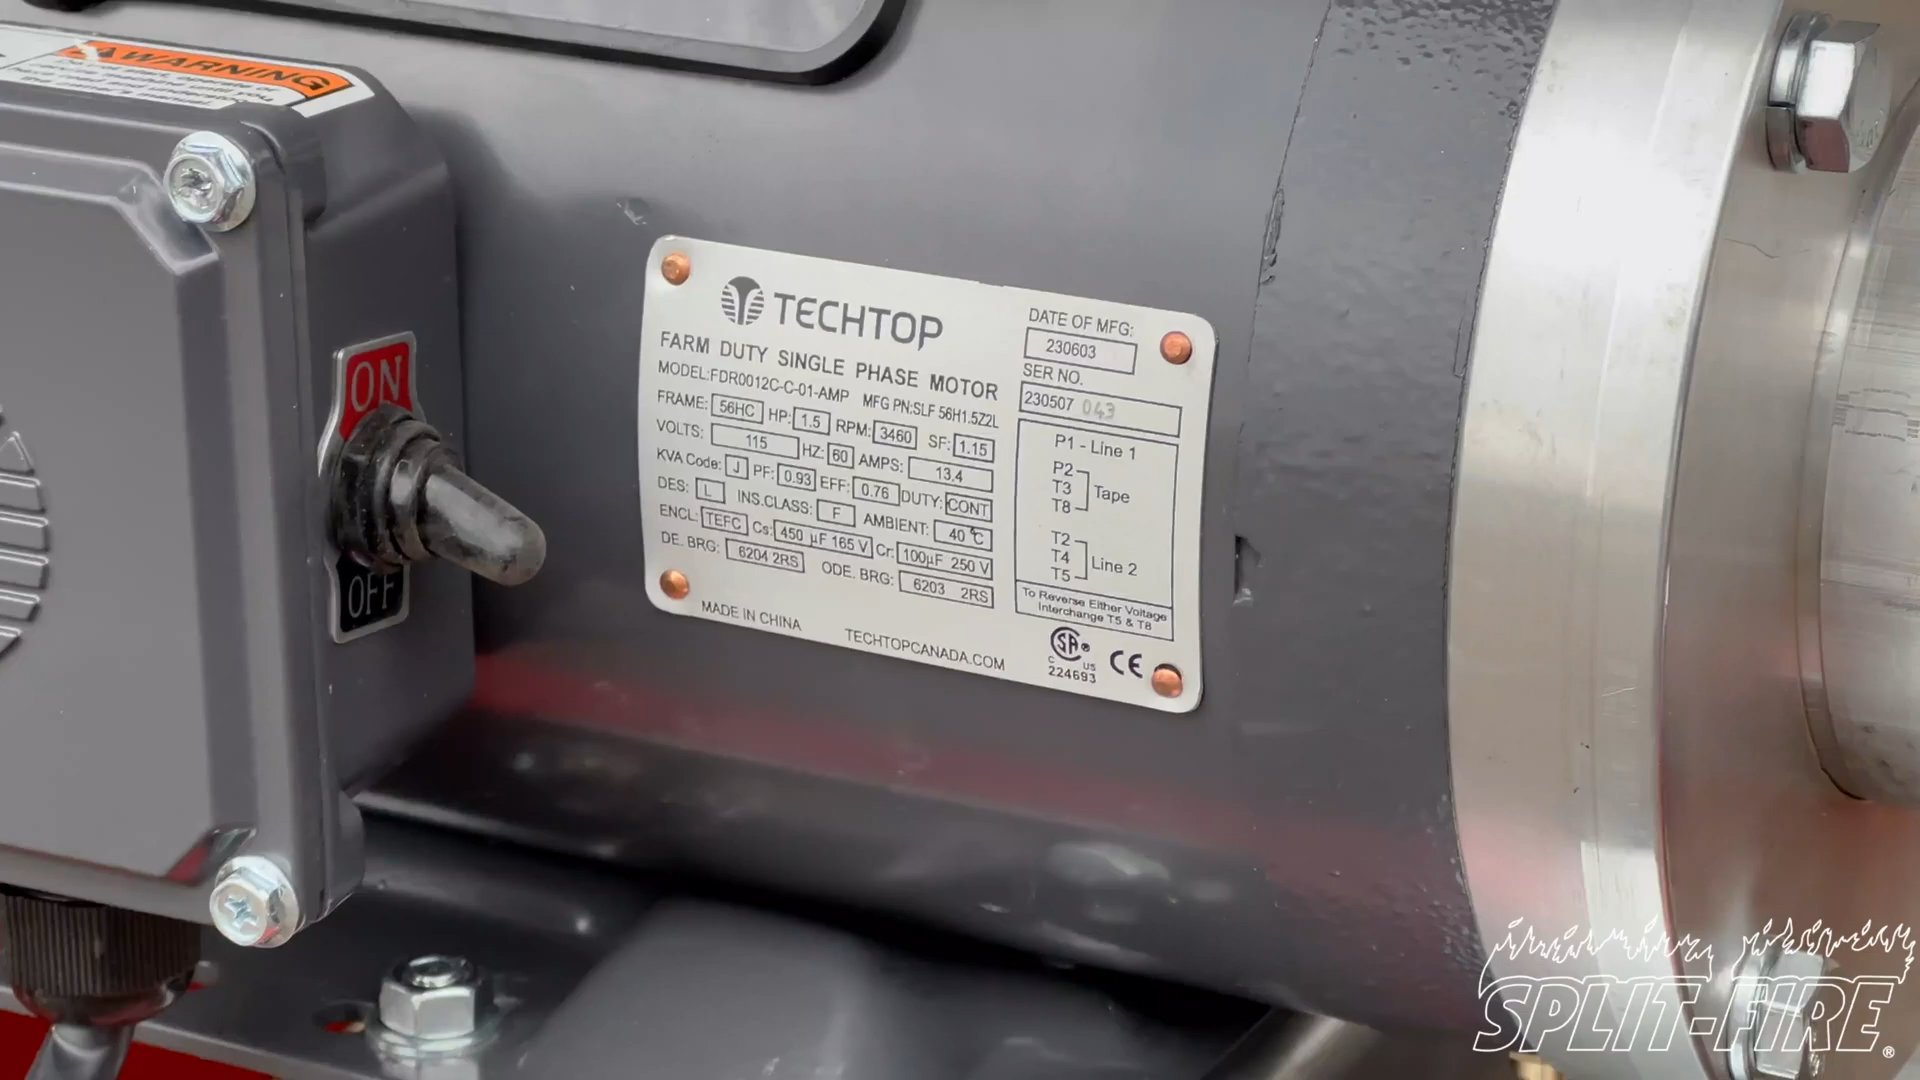 WARNING
ON
OFF
TECHTOP
FARM DUTY SINGLE PHASE MOTOR
MODEL:FDR0012C-C-01-AMP MFG PN:SLF 56H1.5Z2L
FRAME: 56HC HP: 1.5 RPM: 3460 SF: 1.15
VOLTS: 115 HZ: 60 AMPS: 13.4
KVA Code: J PF: 0.93 EFF: 0.76 DUTY: CONT
DES: L INS.CLASS: F AMBIENT: 40°C
ENCL: TEFC Cs: 450 µF 165 V Cr: 100µF 250 V
DE. BRG: 6204 2RS ODE. BRG: 6203 2RS
MADE IN CHINA TECHTOPCANADA.COM
DATE OF MFG:
230603
SER NO.
230507 043
P1 - Line 1
P2
T3 Tape
T8
T2
T4 Line 2
T5
To Reverse Either Voltage
Interchange T5 & T8
SA® CE
C US
224693
SPLIT-FIRE®